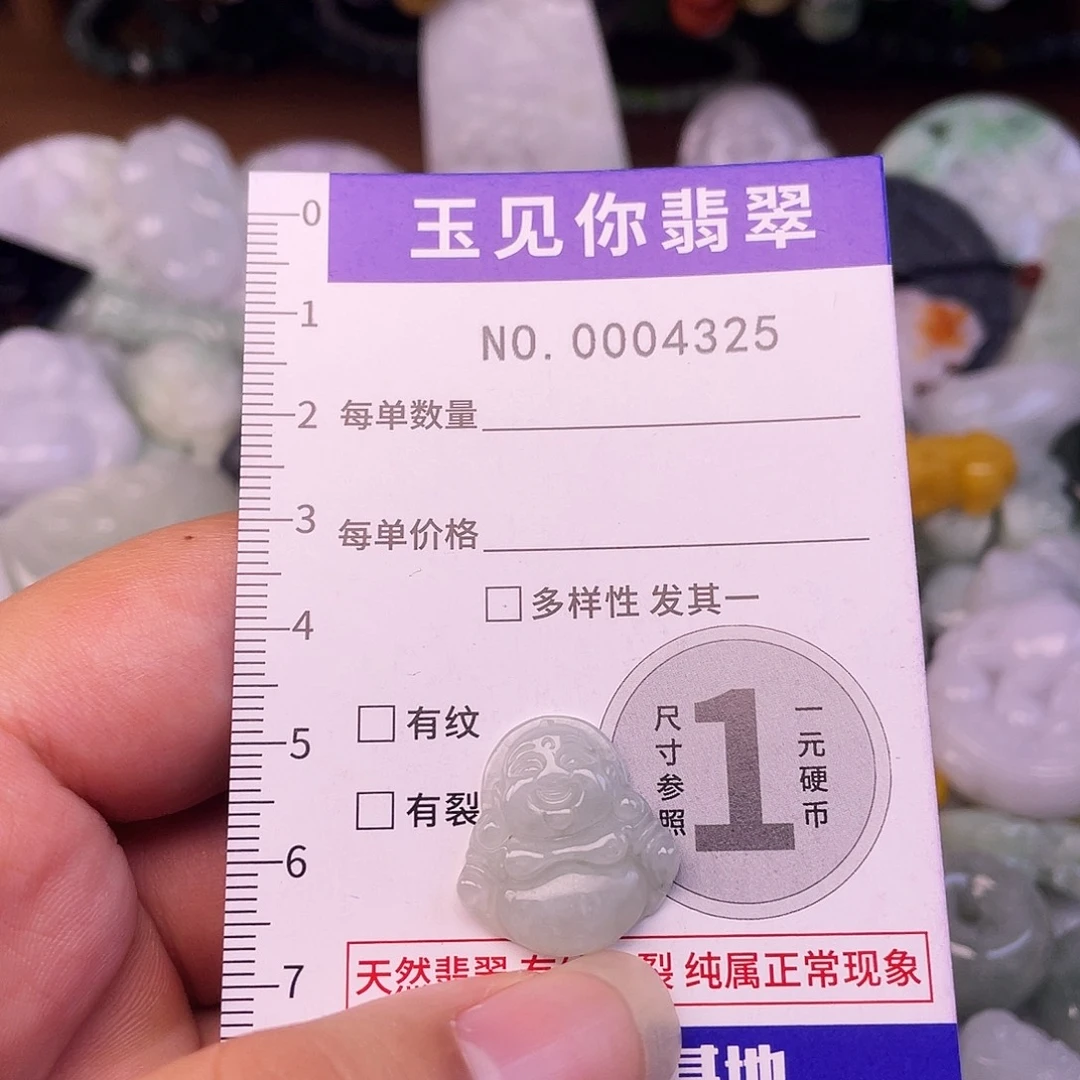 玉见你翡翠
NO. 0004325
0
1
2
3
4
5
6
7
每单数量
每单价格
□多样性 发其一
□有纹
□有裂
尺寸参照
1
一元硬币
天然翡翠 裂 纯属正常现象
基地